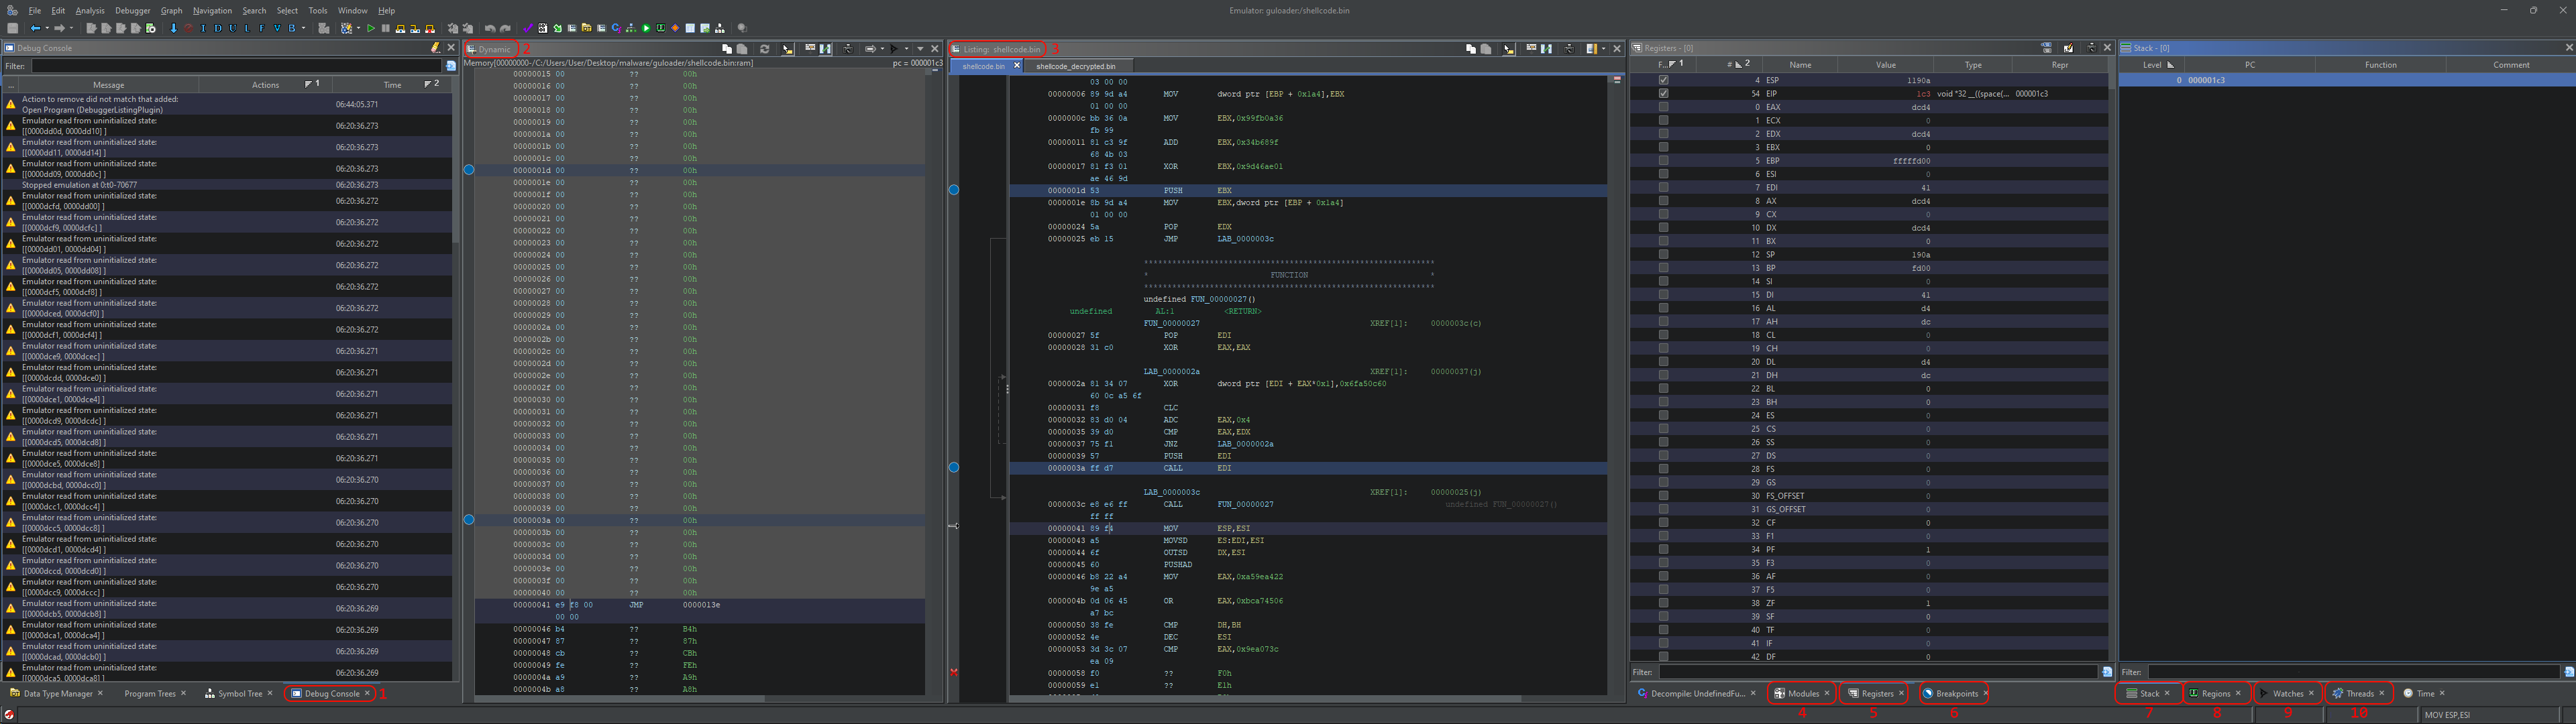 File Edit Analysis Debugger Graph Navigation Search Select Tools Window Help
Emulator: guloader:/shellcode.bin
I D U L F V B
Debug Console
Filter:
... Message Actions 1 Time 2
Action to remove did not match that added:
Open Program (DebuggerListingPlugin) 06:44:05.371
Emulator read from uninitialized state:
[[0000dd0d, 0000dd10] ] 06:20:36.273
Emulator read from uninitialized state:
[[0000dd11, 0000dd14] ] 06:20:36.273
Emulator read from uninitialized state:
[[0000dd09, 0000dd0c] ] 06:20:36.273
Stopped emulation at 0:t0-70677 06:20:36.273
Emulator read from uninitialized state:
[[0000dcfd, 0000dd00] ] 06:20:36.272
Emulator read from uninitialized state:
[[0000dcf9, 0000dcfc] ] 06:20:36.272
Emulator read from uninitialized state:
[[0000dd01, 0000dd04] ] 06:20:36.272
Emulator read from uninitialized state:
[[0000dd05, 0000dd08] ] 06:20:36.272
Emulator read from uninitialized state:
[[0000dcf5, 0000dcf8] ] 06:20:36.272
Emulator read from uninitialized state:
[[0000dced, 0000dcf0] ] 06:20:36.272
Emulator read from uninitialized state:
[[0000dcf1, 0000dcf4] ] 06:20:36.272
Emulator read from uninitialized state:
[[0000dce9, 0000dcec] ] 06:20:36.271
Emulator read from uninitialized state:
[[0000dcdd, 0000dce0] ] 06:20:36.271
Emulator read from uninitialized state:
[[0000dce1, 0000dce4] ] 06:20:36.271
Emulator read from uninitialized state:
[[0000dcd9, 0000dcdc] ] 06:20:36.271
Emulator read from uninitialized state:
[[0000dcd5, 0000dcd8] ] 06:20:36.271
Emulator read from uninitialized state:
[[0000dce5, 0000dce8] ] 06:20:36.271
Emulator read from uninitialized state:
[[0000dcbd, 0000dcc0] ] 06:20:36.270
Emulator read from uninitialized state:
[[0000dcc1, 0000dcc4] ] 06:20:36.270
Emulator read from uninitialized state:
[[0000dcc5, 0000dcc8] ] 06:20:36.270
Emulator read from uninitialized state:
[[0000dcd1, 0000dcd4] ] 06:20:36.270
Emulator read from uninitialized state:
[[0000dccd, 0000dcd0] ] 06:20:36.270
Emulator read from uninitialized state:
[[0000dcc9, 0000dccc] ] 06:20:36.270
Emulator read from uninitialized state:
[[0000dcb5, 0000dcb8] ] 06:20:36.269
Emulator read from uninitialized state:
[[0000dca1, 0000dca4] ] 06:20:36.269
Emulator read from uninitialized state:
[[0000dcad, 0000dcb0] ] 06:20:36.269
Emulator read from uninitialized state:
[[0000dca5, 0000dca8] ] 06:20:36.269
Data Type Manager Program Trees Symbol Tree Debug Console 1
Dynamic 2
Memory[00000000-/C:/Users/User/Desktop/malware/guloader/shellcode.bin:ram] pc = 000001c3
00000015 00 ?? 00h
00000016 00 ?? 00h
00000017 00 ?? 00h
00000018 00 ?? 00h
00000019 00 ?? 00h
0000001a 00 ?? 00h
0000001b 00 ?? 00h
0000001c 00 ?? 00h
0000001d 00 ?? 00h
0000001e 00 ?? 00h
0000001f 00 ?? 00h
00000020 00 ?? 00h
00000021 00 ?? 00h
00000022 00 ?? 00h
00000023 00 ?? 00h
00000024 00 ?? 00h
00000025 00 ?? 00h
00000026 00 ?? 00h
00000027 00 ?? 00h
00000028 00 ?? 00h
00000029 00 ?? 00h
0000002a 00 ?? 00h
0000002b 00 ?? 00h
0000002c 00 ?? 00h
0000002d 00 ?? 00h
0000002e 00 ?? 00h
0000002f 00 ?? 00h
00000030 00 ?? 00h
00000031 00 ?? 00h
00000032 00 ?? 00h
00000033 00 ?? 00h
00000034 00 ?? 00h
00000035 00 ?? 00h
00000036 00 ?? 00h
00000037 00 ?? 00h
00000038 00 ?? 00h
00000039 00 ?? 00h
0000003a 00 ?? 00h
0000003b 00 ?? 00h
0000003c 00 ?? 00h
0000003d 00 ?? 00h
0000003e 00 ?? 00h
0000003f 00 ?? 00h
00000040 00 ?? 00h
00000041 e9 f8 00 JMP 0000013e
00 00
00000046 b4 ?? B4h
00000047 87 ?? 87h
00000048 cb ?? CBh
00000049 fe ?? FEh
0000004a a9 ?? A9h
0000004b a8 ?? A8h
Listing: shellcode.bin 3
shellcode.bin shellcode_decrypted.bin
03 00 00
00000006 89 9d a4 MOV dword ptr [EBP + 0x1a4],EBX
01 00 00
0000000c bb 36 0a MOV EBX,0x99fb0a36
fb 99
00000011 81 c3 9f ADD EBX,0x34b689f
68 4b 03
00000017 81 f3 01 XOR EBX,0x9d46ae01
ae 46 9d
0000001d 53 PUSH EBX
0000001e 8b 9d a4 MOV EBX,dword ptr [EBP + 0x1a4]
01 00 00
00000024 5a POP EDX
00000025 eb 15 JMP LAB_0000003c
* FUNCTION *
undefined FUN_00000027()
undefined AL:1 <RETURN>
FUN_00000027 XREF[1]: 0000003c(c)
00000027 5f POP EDI
00000028 31 c0 XOR EAX,EAX
LAB_0000002a XREF[1]: 00000037(j)
0000002a 81 34 07 XOR dword ptr [EDI + EAX*0x1],0x6fa50c60
60 0c a5 6f
00000031 f8 CLC
00000032 83 d0 04 ADC EAX,0x4
00000035 39 d0 CMP EAX,EDX
00000037 75 f1 JNZ LAB_0000002a
00000039 57 PUSH EDI
0000003a ff d7 CALL EDI
LAB_0000003c XREF[1]: 00000025(j)
0000003c e8 e6 ff CALL FUN_00000027 undefined FUN_00000027()
ff ff
00000041 89 f4 MOV ESP,ESI
00000043 a5 MOVSD ES:EDI,ESI
00000044 6f OUTSD DX,ESI
00000045 60 PUSHAD
00000046 b8 22 a4 MOV EAX,0xa59ea422
9e a5
0000004b 0d 06 45 OR EAX,0xbca74506
a7 bc
00000050 38 fe CMP DH,BH
00000052 4e DEC ESI
00000053 3d 3c 07 CMP EAX,0x9ea073c
ea 09
00000058 f0 ?? F0h
00000059 e1 ?? E1h
Registers - [0]
F... 1 # 2 Name Value Type Repr
4 ESP 1190a
54 EIP 1c3 void *32 __((space(... 000001c3
0 EAX dcd4
1 ECX 0
2 EDX dcd4
3 EBX 0
5 EBP fffffd00
6 ESI 0
7 EDI 41
8 AX dcd4
9 CX 0
10 DX dcd4
11 BX 0
12 SP 190a
13 BP fd00
14 SI 0
15 DI 41
16 AL d4
17 AH dc
18 CL 0
19 CH 0
20 DL d4
21 DH dc
22 BL 0
23 BH 0
24 ES 0
25 CS 0
26 SS 0
27 DS 0
28 FS 0
29 GS 0
30 FS_OFFSET 0
31 GS_OFFSET 0
32 CF 0
33 F1 0
34 PF 1
35 F3 0
36 AF 0
37 F5 0
38 ZF 1
39 SF 0
40 TF 0
41 IF 0
42 DF 0
Filter:
Decompile: UndefinedFu... Modules Registers Breakpoints
4 5 6
Stack - [0]
Level PC Function Comment
0 000001c3
Filter:
Stack Regions Watches Threads Time
7 8 9 10
MOV ESP,ESI